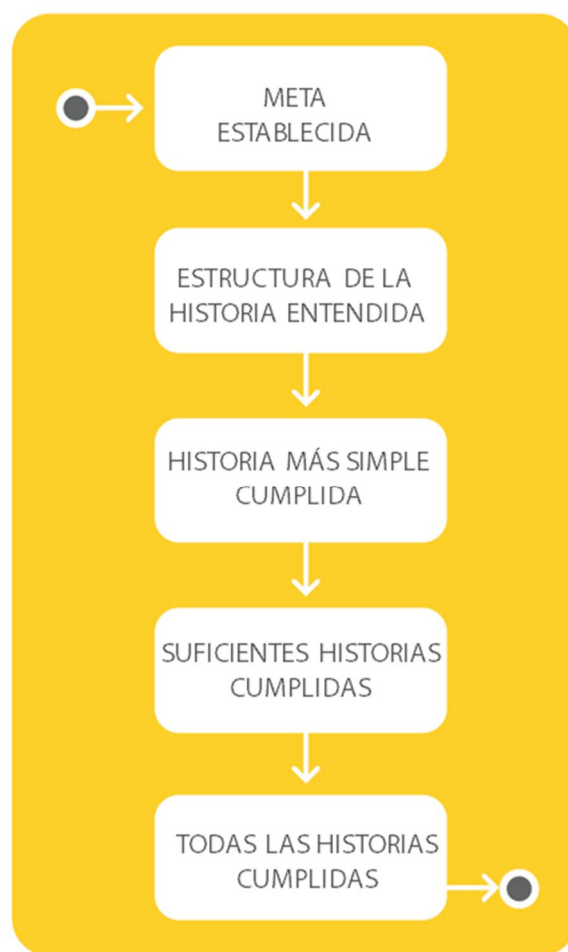 META
ESTABLECIDA
ESTRUCTURA DE LA
HISTORIA ENTENDIDA
HISTORIA MÁS SIMPLE
CUMPLIDA
SUFICIENTES HISTORIAS
CUMPLIDAS
TODAS LAS HISTORIAS
CUMPLIDAS